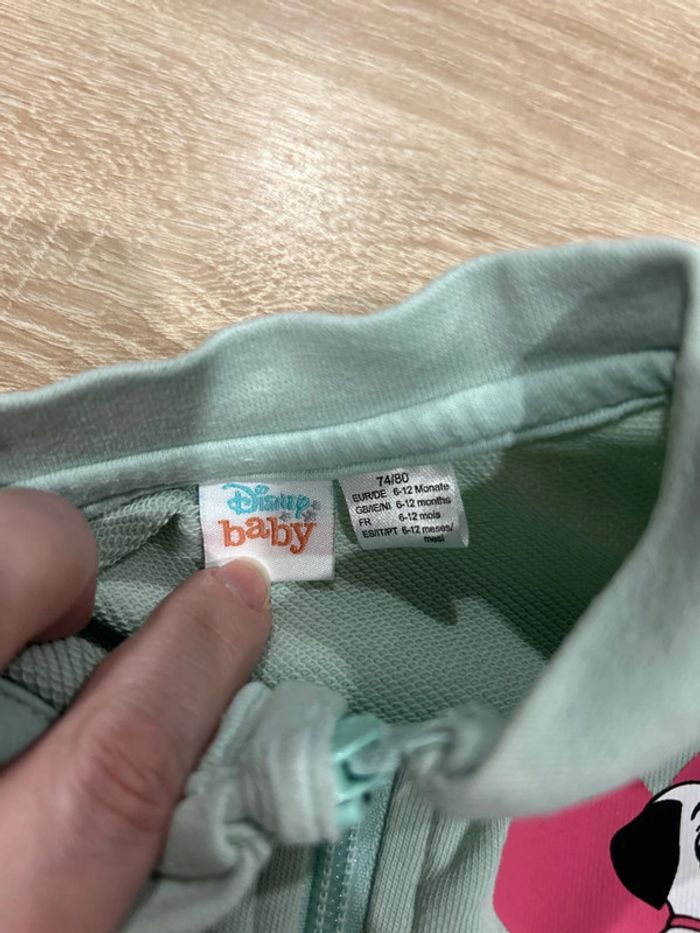 Disney
baby
74/80
EUR/DE 6-12 Monate
GB/IE/NI 6-12 months
FR 6-12 mois
ES/IT/PT 6-12 meses/
mesi